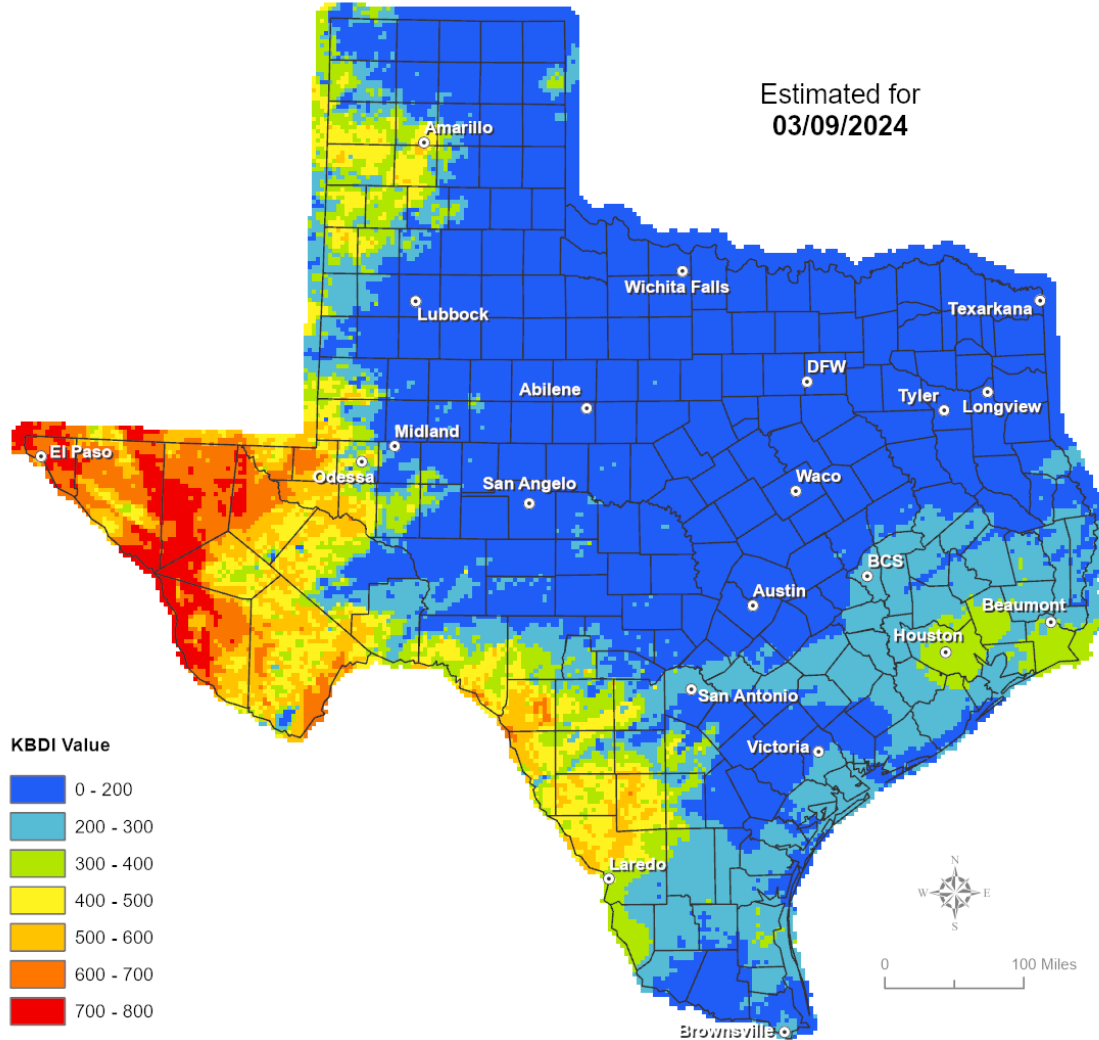 Estimated for
03/09/2024
Amarillo
Wichita Falls
Lubbock
Texarkana
DFW
Abilene
Tyler
Longview
Midland
El Paso
Odessa
San Angelo
Waco
BCS
Austin
Beaumont
Houston
San Antonio
Victoria
Laredo
Brownsville
KBDI Value
0 - 200
200 - 300
300 - 400
400 - 500
500 - 600
600 - 700
700 - 800
N
W E
S
0 100 Miles